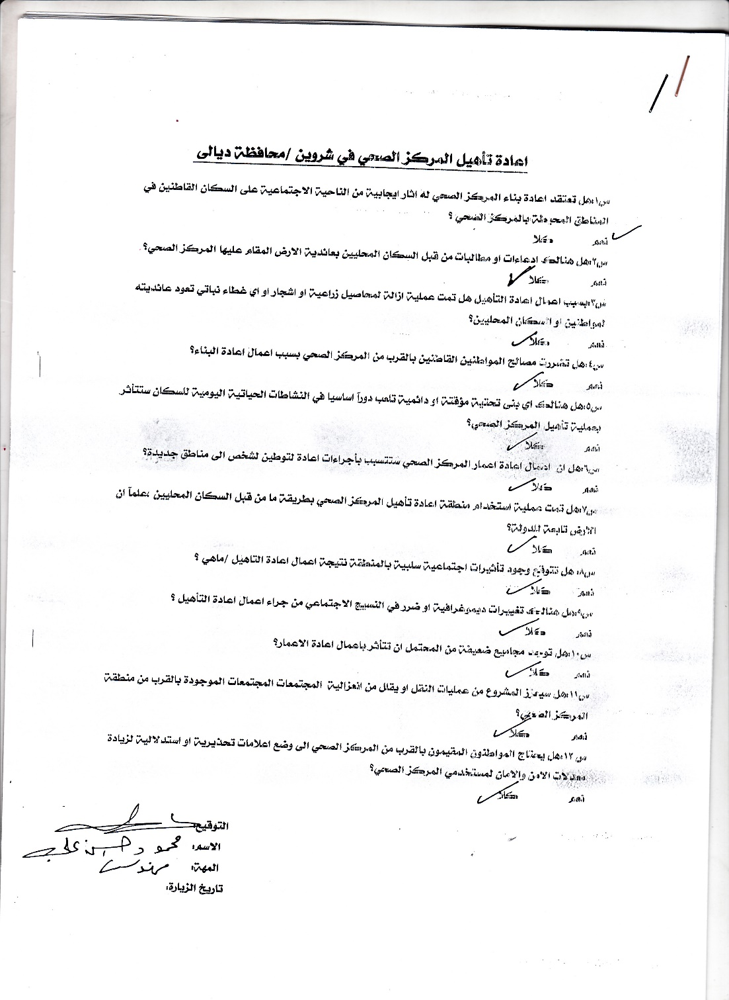 اعادة تأهيل المركز الصحي في شروين /محافظة ديالى
س١:هل تعتقد اعادة بناء المركز الصحي له اثار ايجابية من الناحية الاجتماعية على السكان القاطنين في
المناطق المحيطة بالمركز الصحي ؟
نعم كلا
س٢:هل هنالك ادعاءات او مطالبات من قبل السكان المحليين بعائدية الارض المقام عليها المركز الصحي؟
نعم كلا
س٣:بسبب اعمال اعادة التأهيل هل تمت عملية ازالة لمحاصيل زراعية او اشجار او اي غطاء نباتي تعود عائديته
لمواطنين او السكان المحليين؟
نعم كلا
س٤:هل تضررت مصالح المواطنين القاطنين بالقرب من المركز الصحي بسبب اعمال اعادة البناء؟
نعم كلا
س٥:هل هنالك اي بنى تحتية مؤقتة او دائمية تلعب دوراً اساسيا في النشاطات الحياتية اليومية للسكان ستتأثر
بعملية تأهيل المركز الصحي؟
نعم كلا
س٦:هل ان اعمال اعادة اعمار المركز الصحي ستتسبب بأجراءات اعادة لتوطين لشخص الى مناطق جديدة؟
نعم كلا
س٧:هل تمت عملية استخدام منطقة اعادة تأهيل المركز الصحي بطريقة ما من قبل السكان المحليين ،علماً ان
الارض تابعة للدولة؟
نعم كلا
س٨: هل تتوقع وجود تأثيرات اجتماعية سلبية بالمنطقة نتيجة اعمال اعادة التاهيل /ماهي ؟
نعم كلا
س٩:هل هنالك تغييرات ديموغرافية او ضرر في النسيج الاجتماعي من جراء اعمال اعادة التأهيل ؟
نعم كلا
س١٠:هل توجد مجاميع ضعيفة من المحتمل ان تتأثر باعمال اعادة الاعمار؟
نعم كلا
س١١:هل سيعزز المشروع من عمليات النقل او يقلل من انعزالية المجتمعات المجتمعات الموجودة بالقرب من منطقة
المركز الصحي؟
نعم كلا
س١٢:هل يحتاج المواطنون المقيمون بالقرب من المركز الصحي الى وضع اعلامات تحذيرية او استدلالية لزيادة
معدلات الامن والامان لمستخدمي المركز الصحي؟
نعم كلا
التوقيع:
الاسم: محمود حسين علي
المهنة: مهندس
تاريخ الزيارة: